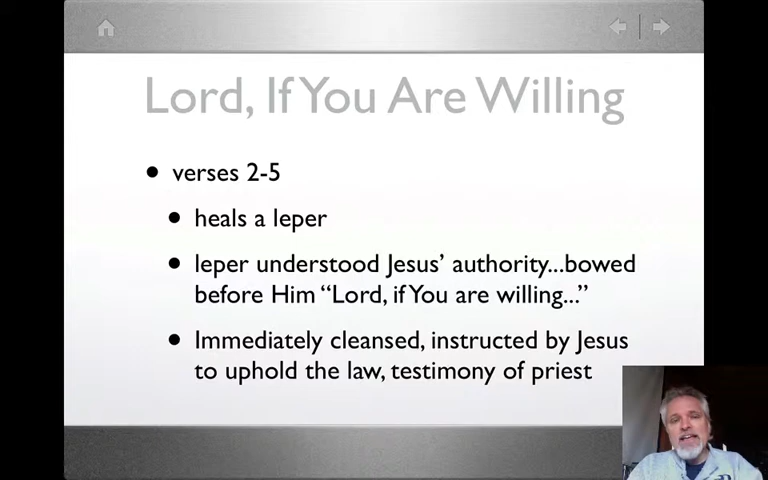 Lord, If You Are Willing
• verses 2-5
• heals a leper
• leper understood Jesus’ authority...bowed
before Him “Lord, if You are willing...”
• Immediately cleansed, instructed by Jesus
to uphold the law, testimony of priest